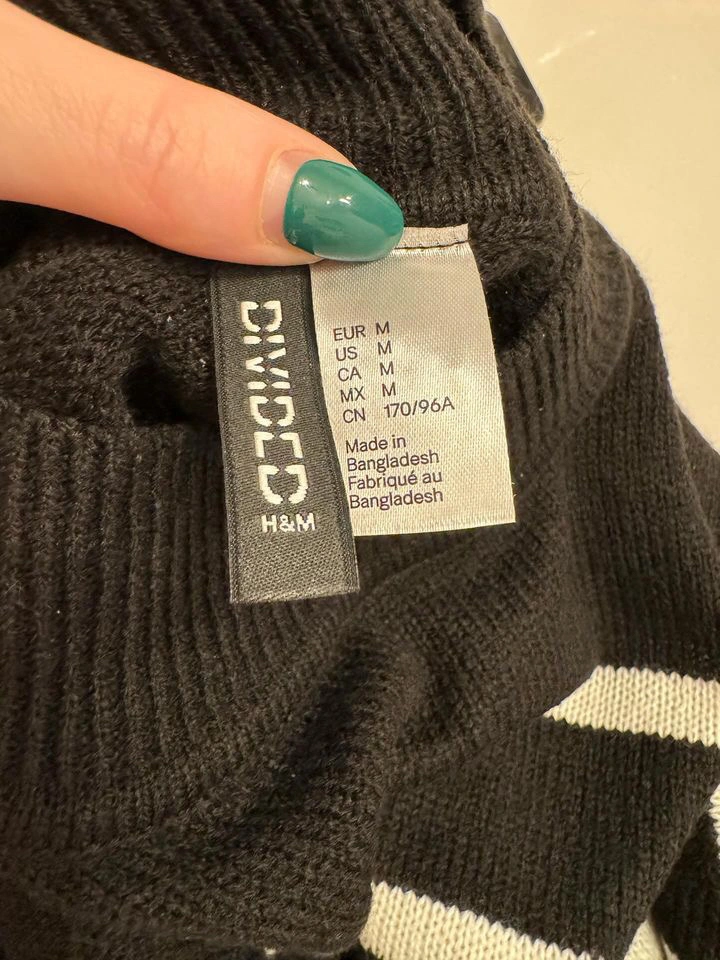 DIVIDED
H&M
EUR M
US M
CA M
MX M
CN 170/96A
Made in
Bangladesh
Fabriqué au
Bangladesh